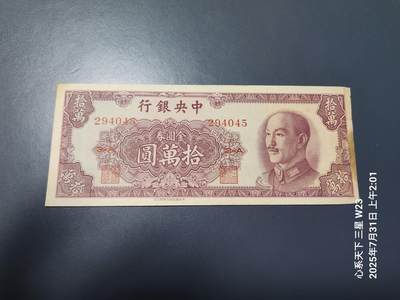 拾萬
拾萬
中央銀行
294045
294045
金圓券
拾萬圓
心系天下 三星 W23
2025年7月31日 上午2:01